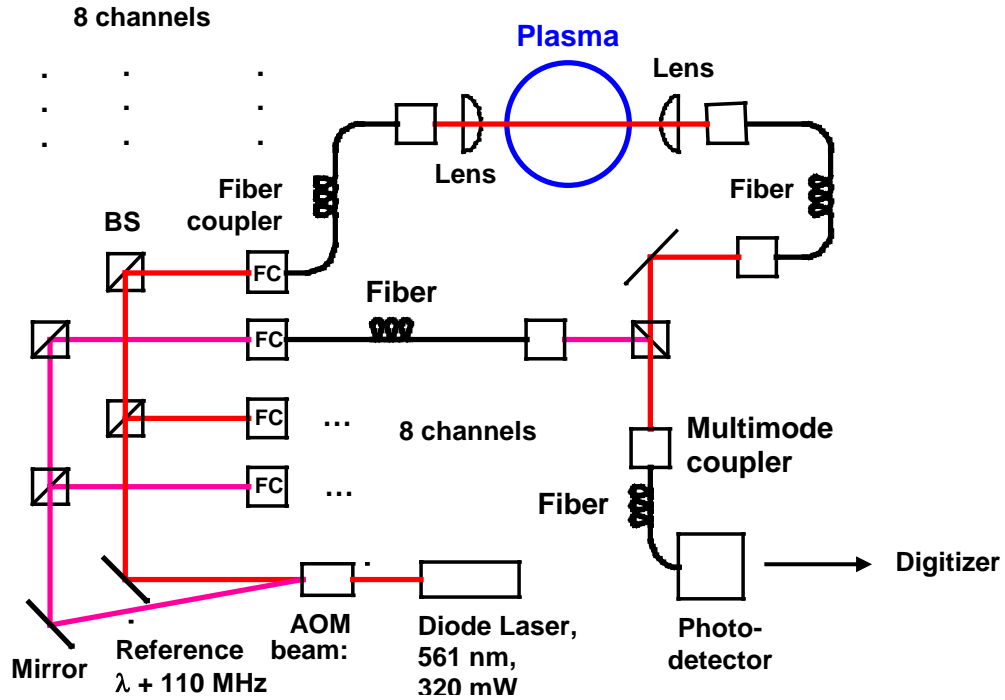 8 channels
Plasma
Lens
Lens
Fiber
coupler
Fiber
BS
FC
Fiber
FC
FC
...
8 channels
Multimode
coupler
FC
...
Fiber
Digitizer
AOM
beam:
Diode Laser,
561 nm,
320 mW
Photo-
detector
Mirror
Reference
λ + 110 MHz